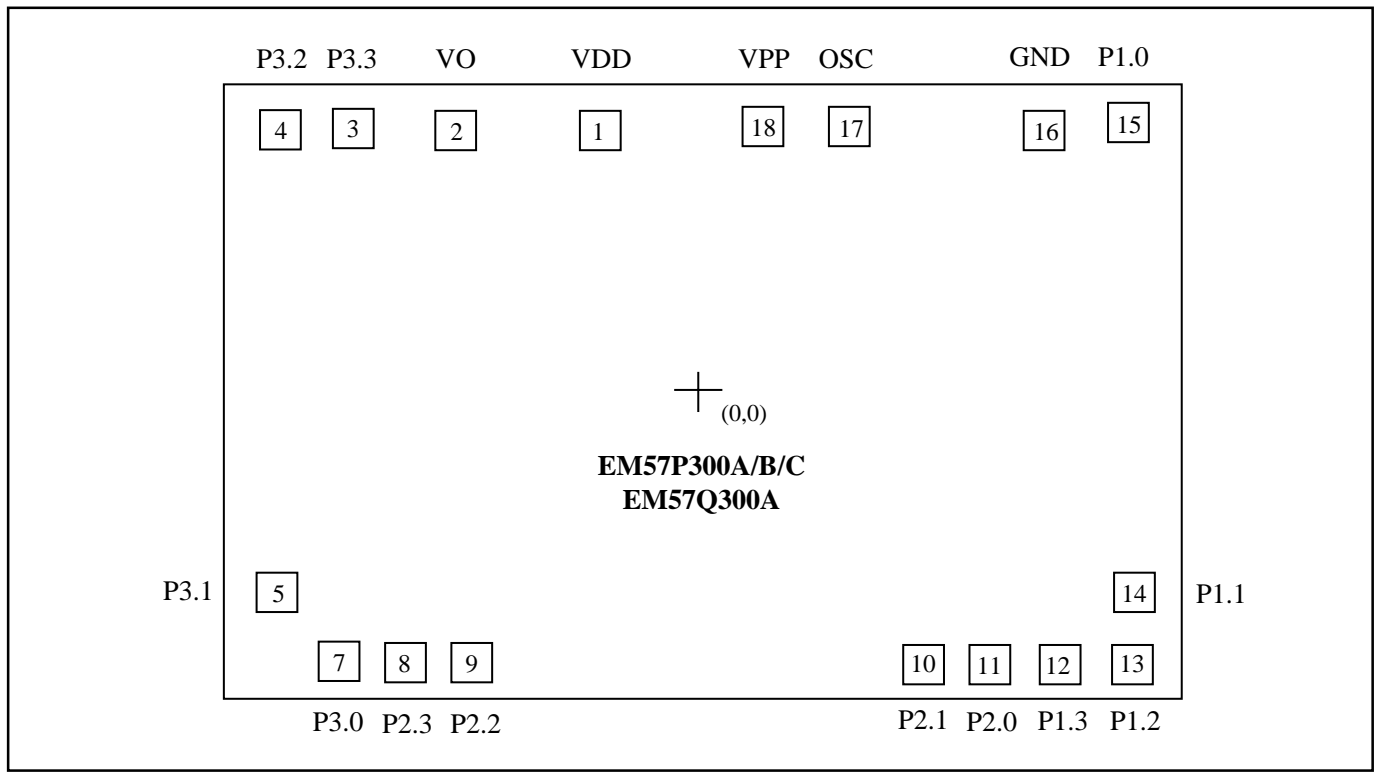 P3.2 P3.3 VO VDD VPP OSC GND P1.0
4 3 2 1 18 17 16 15
(0,0)
EM57P300A/B/C
EM57Q300A
P3.1 5 14 P1.1
7 8 9 10 11 12 13
P3.0 P2.3 P2.2 P2.1 P2.0 P1.3 P1.2